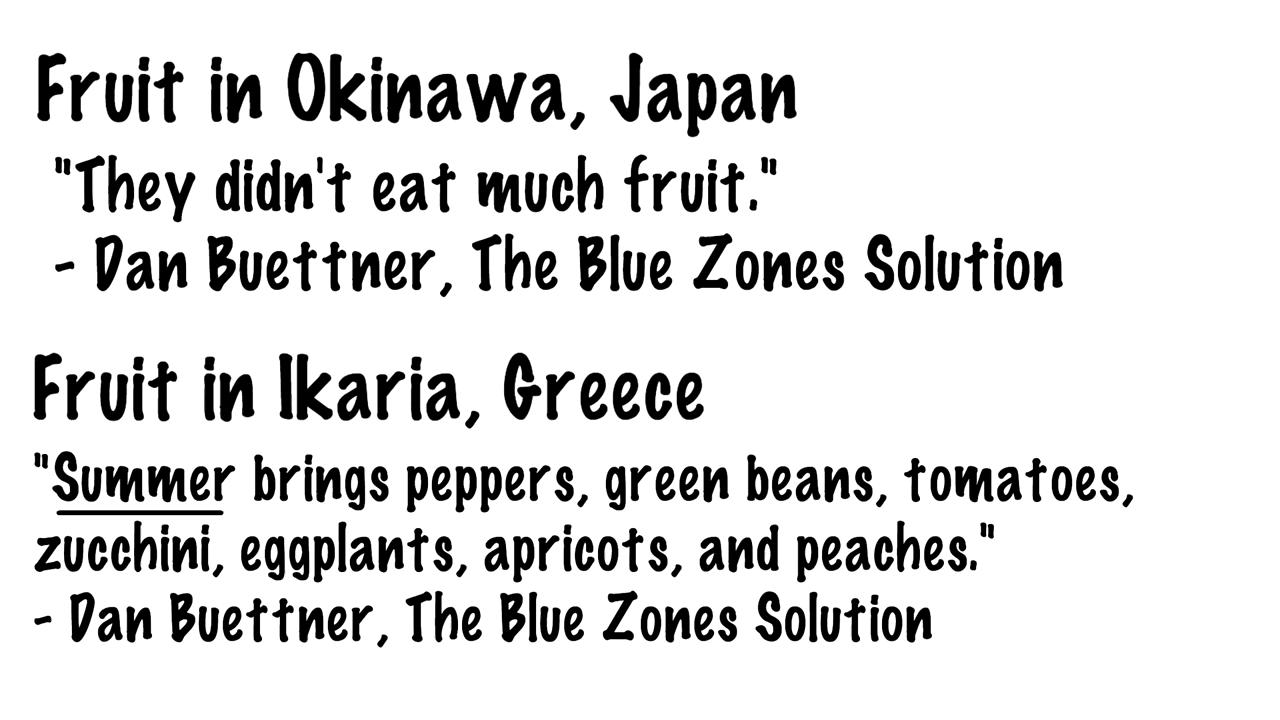 Fruit in Okinawa, Japan
"They didn't eat much fruit."
- Dan Buettner, The Blue Zones Solution
Fruit in Ikaria, Greece
"Summer brings peppers, green beans, tomatoes,
zucchini, eggplants, apricots, and peaches."
- Dan Buettner, The Blue Zones Solution